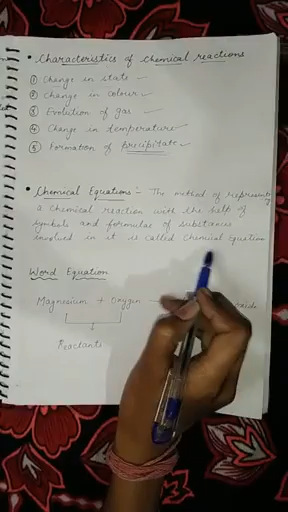 • Characteristics of chemical reactions
① Change in state
② Change in colour
③ Evolution of gas
④ Change in temperature
⑤ Formation of precipitate
• Chemical Equations :- The method of representing
a chemical reaction with the help of
symbols and formulae of substances
involved in it is called Chemical Equation
Word Equation
Magnesium + Oxygen → oxide
Reactants